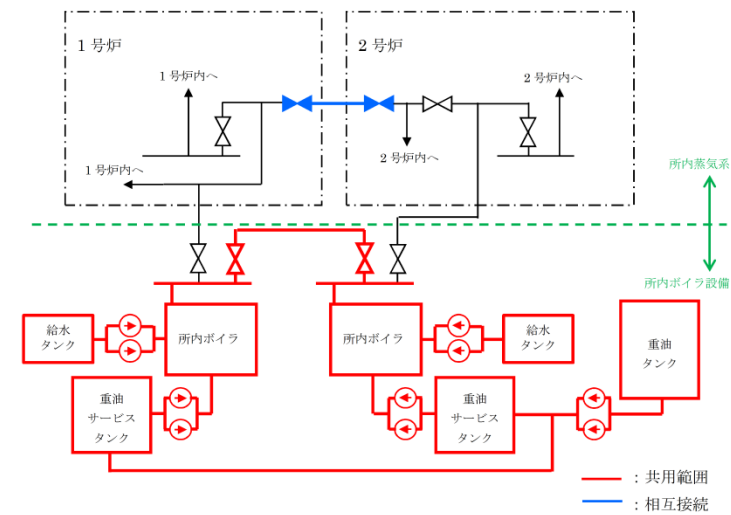 1 号炉
2 号炉
1 号炉内へ
2 号炉内へ
2 号炉内へ
1 号炉内へ
所内蒸気系
所内ボイラ設備
給水
タンク
所内ボイラ
所内ボイラ
給水
タンク
重油
タンク
重油
サービス
タンク
重油
サービス
タンク
：共用範囲
：相互接続